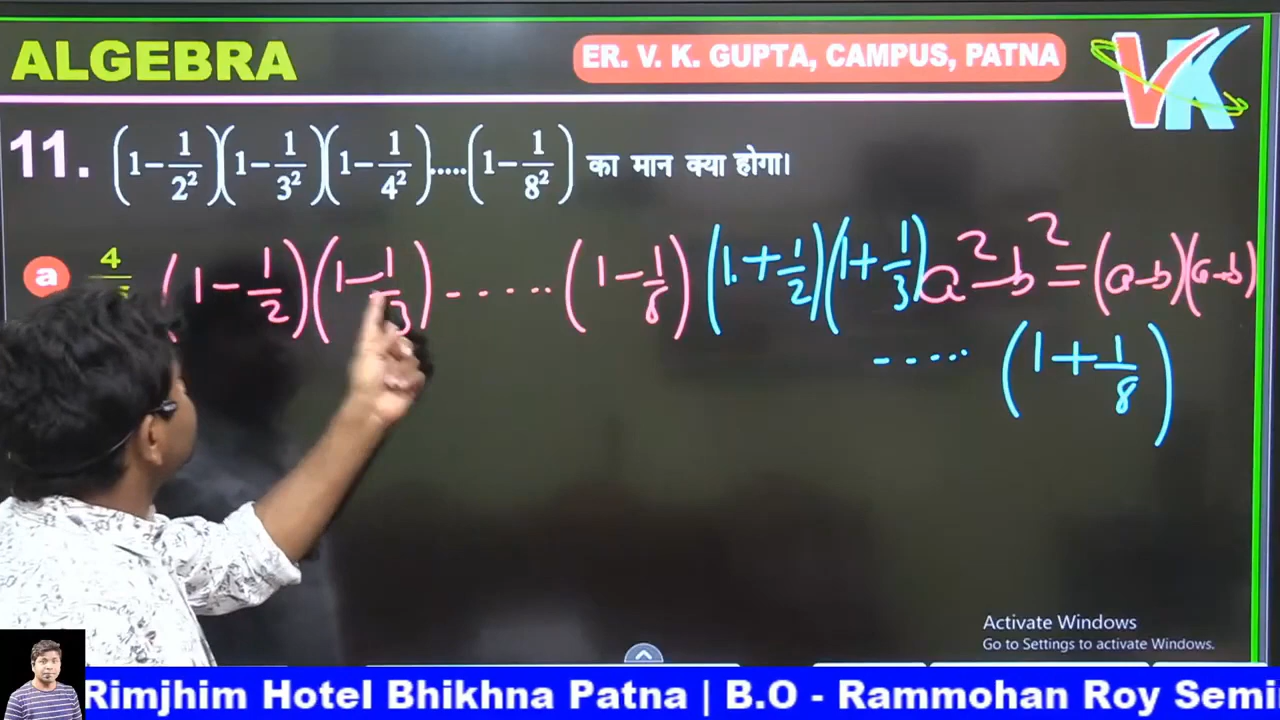 ALGEBRA
ER. V. K. GUPTA, CAMPUS, PATNA
VK
11. (1-1/2²)(1-1/3²)(1-1/4²).....(1-1/8²) का मान क्या होगा।
a 4
(1-1/2)(1-1/3)-.....(1-1/8)(1+1/2)(1+1/3) a²-b²=(a-b)(a+b)
-....(1+1/8)
Activate Windows
Go to Settings to activate Windows.
Rimjhim Hotel Bhikhna Patna | B.O - Rammohan Roy Semi